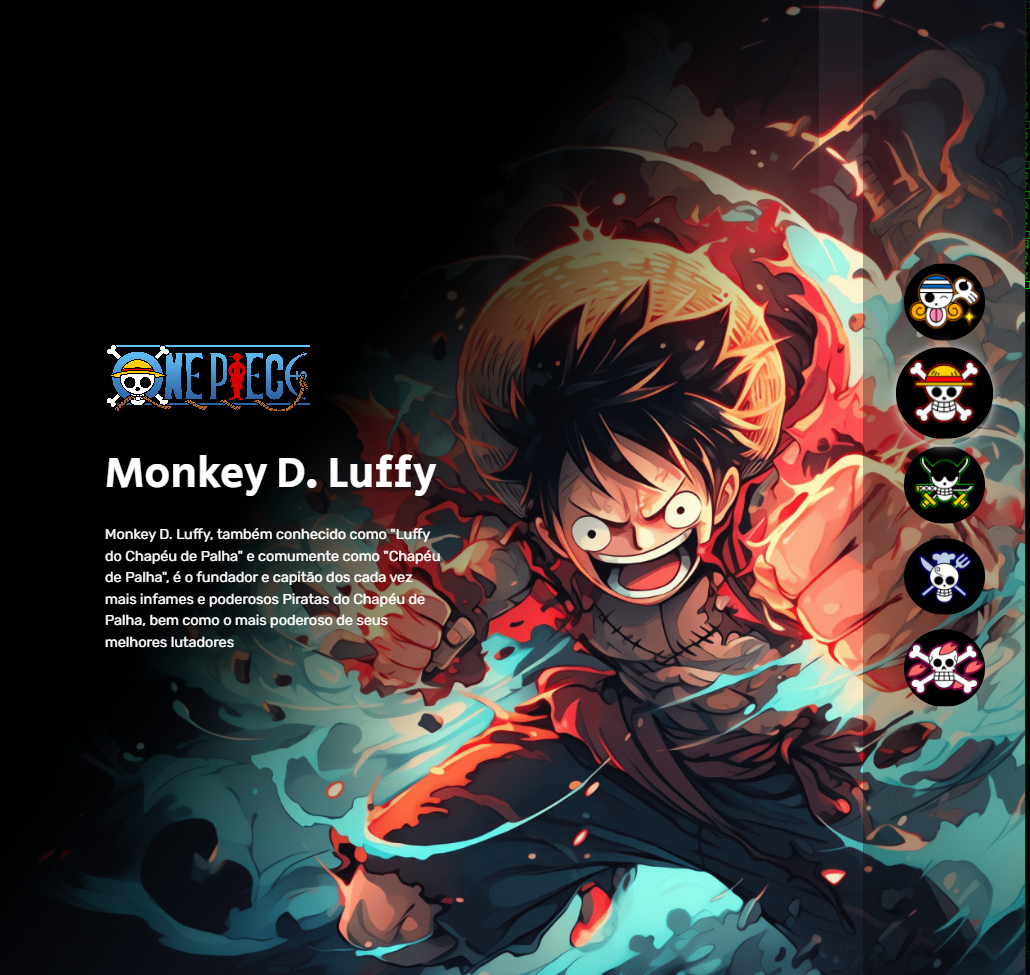 ONE PIECE
Monkey D. Luffy
Monkey D. Luffy, também conhecido como "Luffy
do Chapéu de Palha" e comumente como "Chapéu
de Palha", é o fundador e capitão dos cada vez
mais infames e poderosos Piratas do Chapéu de
Palha, bem como o mais poderoso de seus
melhores lutadores